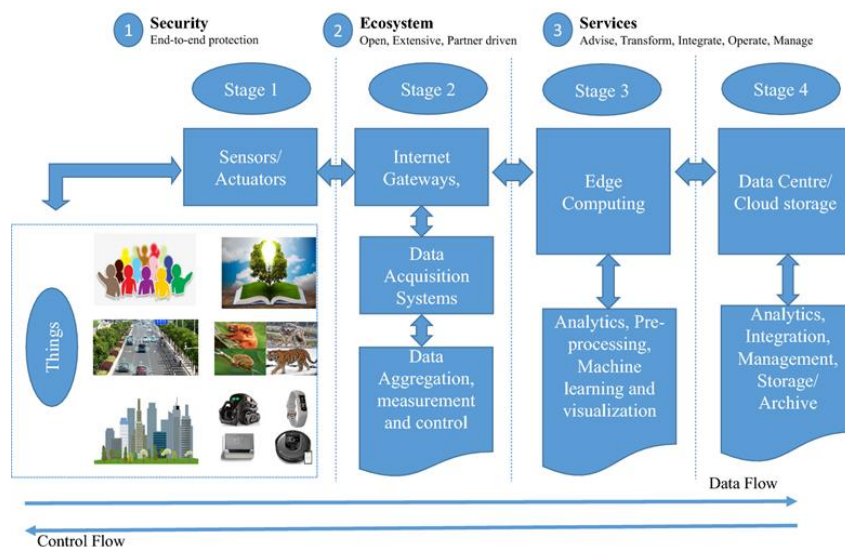 1 Security
End-to-end protection
2 Ecosystem
Open, Extensive, Partner driven
3 Services
Advise, Transform, Integrate, Operate, Manage
Stage 1
Stage 2
Stage 3
Stage 4
Sensors/
Actuators
Internet
Gateways,
Edge
Computing
Data Centre/
Cloud storage
Data
Acquisition
Systems
Things
Data
Aggregation,
measurement
and control
Analytics, Pre-
processing,
Machine
learning and
visualization
Analytics,
Integration,
Management,
Storage/
Archive
Data Flow
Control Flow